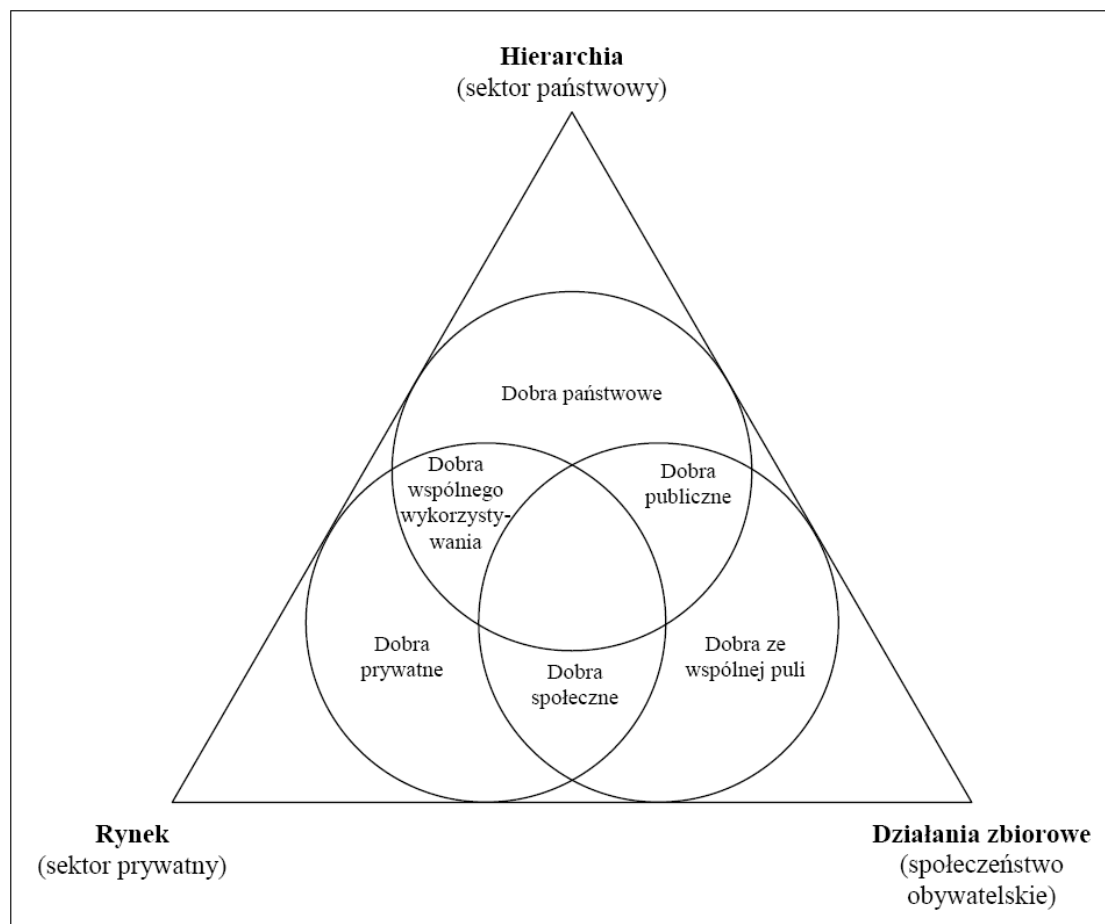 Hierarchia
(sektor państwowy)
Dobra państwowe
Dobra
wspólnego
wykorzysty-
wania
Dobra
publiczne
Dobra
prywatne
Dobra
społeczne
Dobra ze
wspólnej puli
Rynek
(sektor prywatny)
Działania zbiorowe
(społeczeństwo
obywatelskie)